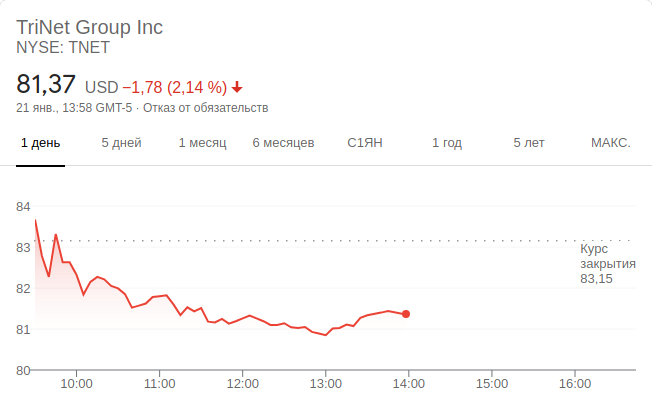 TriNet Group Inc
NYSE: TNET
81,37 USD −1,78 (2,14 %)
21 янв., 13:58 GMT-5 · Отказ от обязательств
1 день 5 дней 1 месяц 6 месяцев С1ЯН 1 год 5 лет МАКС.
84
83
82
81
80
Курс
закрытия
83,15
10:00 11:00 12:00 13:00 14:00 15:00 16:00